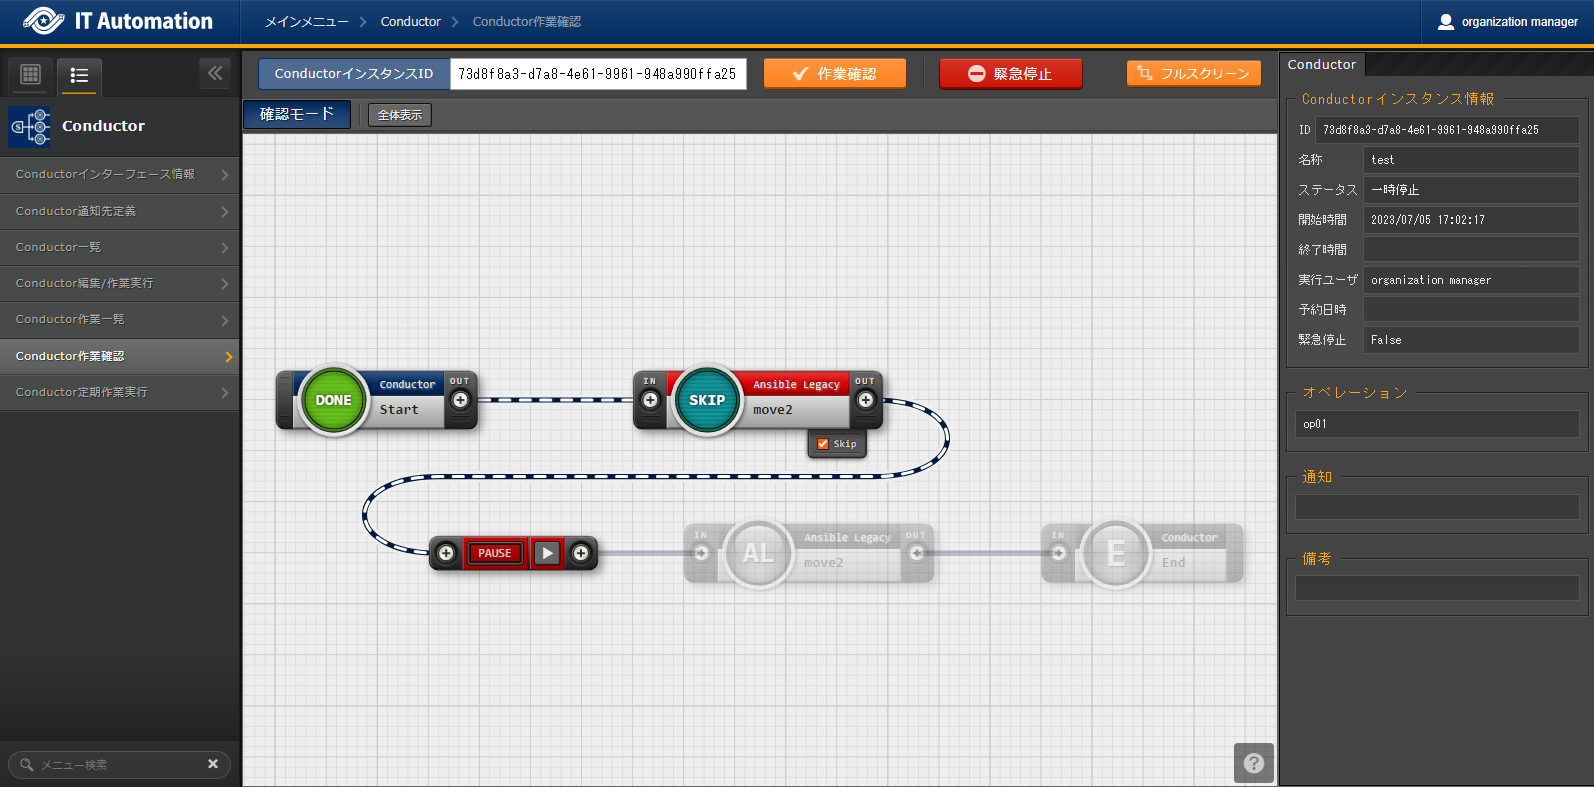 IT Automation
メインメニュー
Conductor
Conductor作業確認
organization manager
ConductorインスタンスID
73d8f8a3-d7a8-4e61-9961-948a990ffa25
作業確認
緊急停止
フルスクリーン
確認モード
全体表示
Conductor
Conductorインターフェース情報
Conductor通知先定義
Conductor一覧
Conductor編集/作業実行
Conductor作業一覧
Conductor作業確認
Conductor定期作業実行
メニュー検索
DONE
Conductor
Start
OUT
IN
SKIP
Ansible Legacy
move2
OUT
Skip
PAUSE
IN
AL
Ansible Legacy
move2
OUT
IN
E
Conductor
End
?
Conductor
Conductorインスタンス情報
ID 73d8f8a3-d7a8-4e61-9961-948a990ffa25
名称 test
ステータス 一時停止
開始時間 2023/07/05 17:02:17
終了時間
実行ユーザ organization manager
予約日時
緊急停止 False
オペレーション
op01
通知
備考